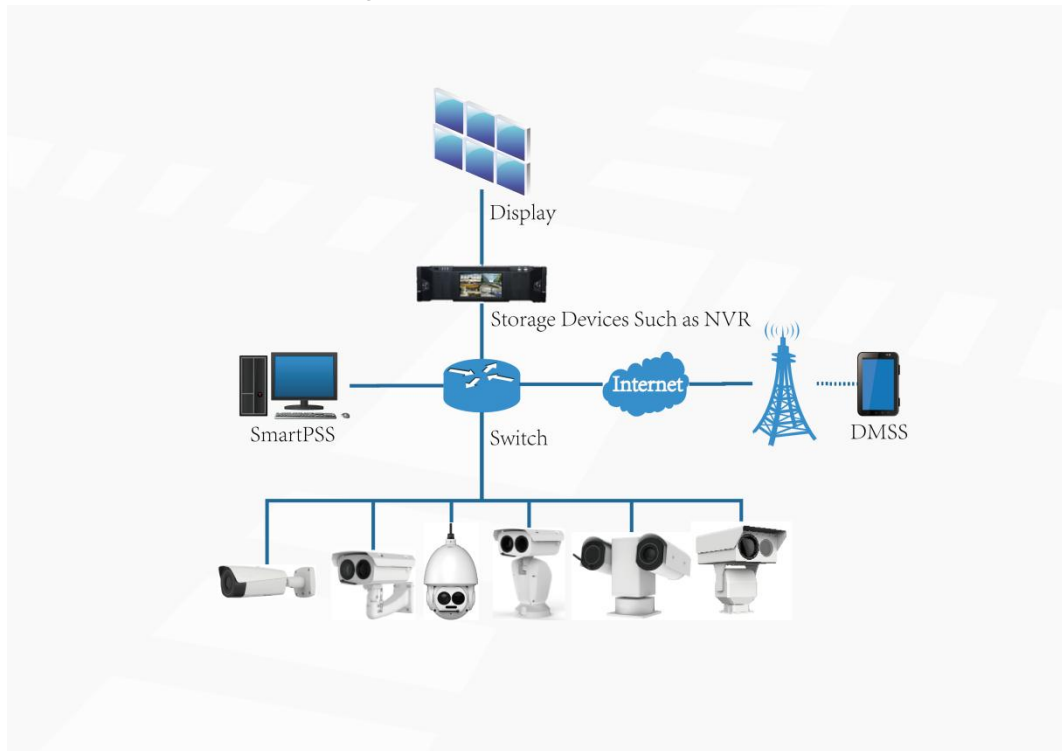 Display
Storage Devices Such as NVR
Internet
SmartPSS
Switch
DMSS